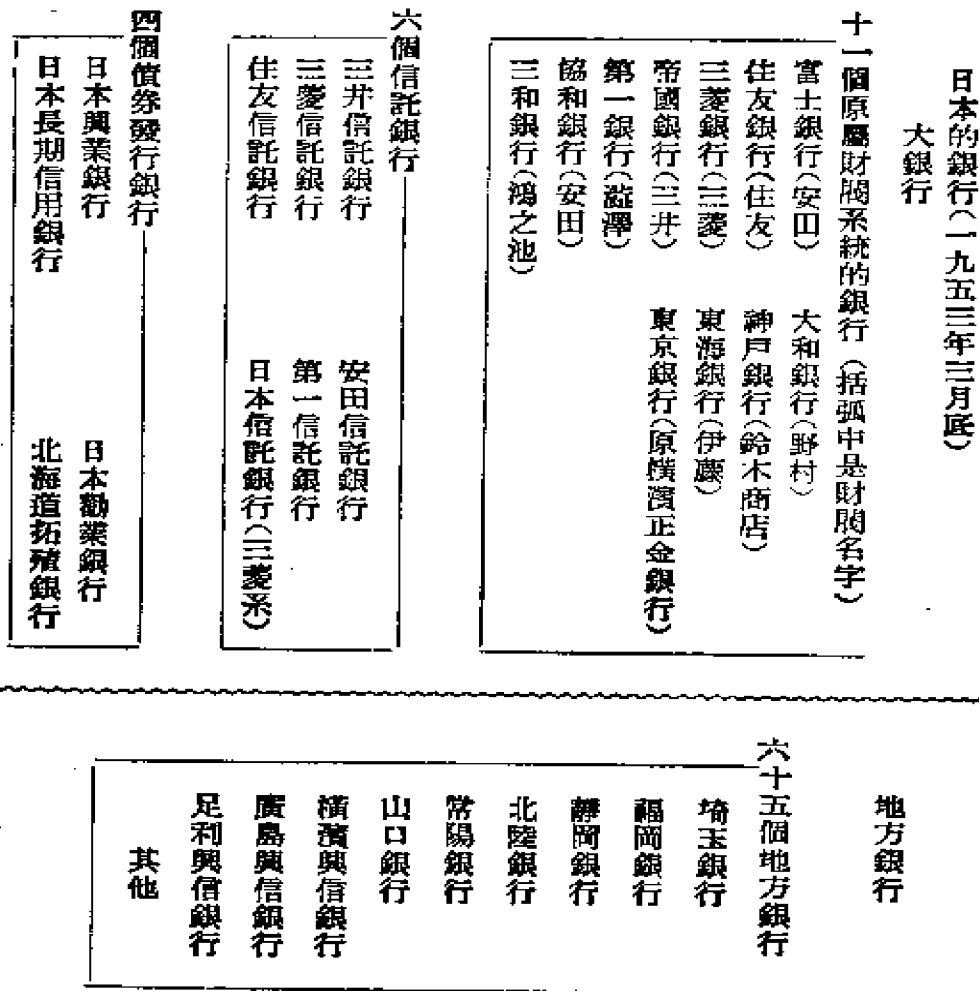 日本的銀行(一九五三年三月底)
大銀行
十一個原屬財閥系統的銀行(括弧中是財閥名字)
富士銀行(安田)
住友銀行(住友)
三菱銀行(三菱)
帝國銀行(三井)
第一銀行(澁澤)
協和銀行(安田)
三和銀行(鴻之池)
大和銀行(野村)
神戶銀行(鈴木商店)
東海銀行(伊藤)
東京銀行(原橫濱正金銀行)
六個信託銀行
三井信託銀行
三菱信託銀行
住友信託銀行
安田信託銀行
第一信託銀行
日本信託銀行(三菱系)
四個債券發行銀行
日本興業銀行
日本長期信用銀行
日本勸業銀行
北海道拓殖銀行
地方銀行
六十五個地方銀行
埼玉銀行
福岡銀行
靜岡銀行
北陸銀行
常陽銀行
山口銀行
橫濱興信銀行
廣島興信銀行
足利興信銀行
其他